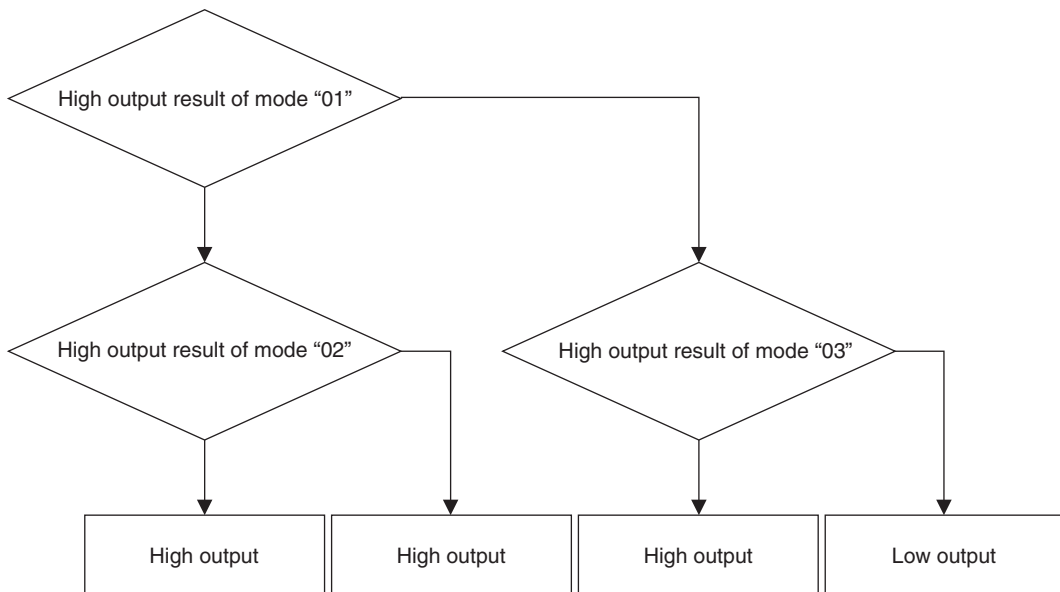 High output result of mode “01”
High output result of mode “02”
High output result of mode “03”
High output
High output
High output
Low output